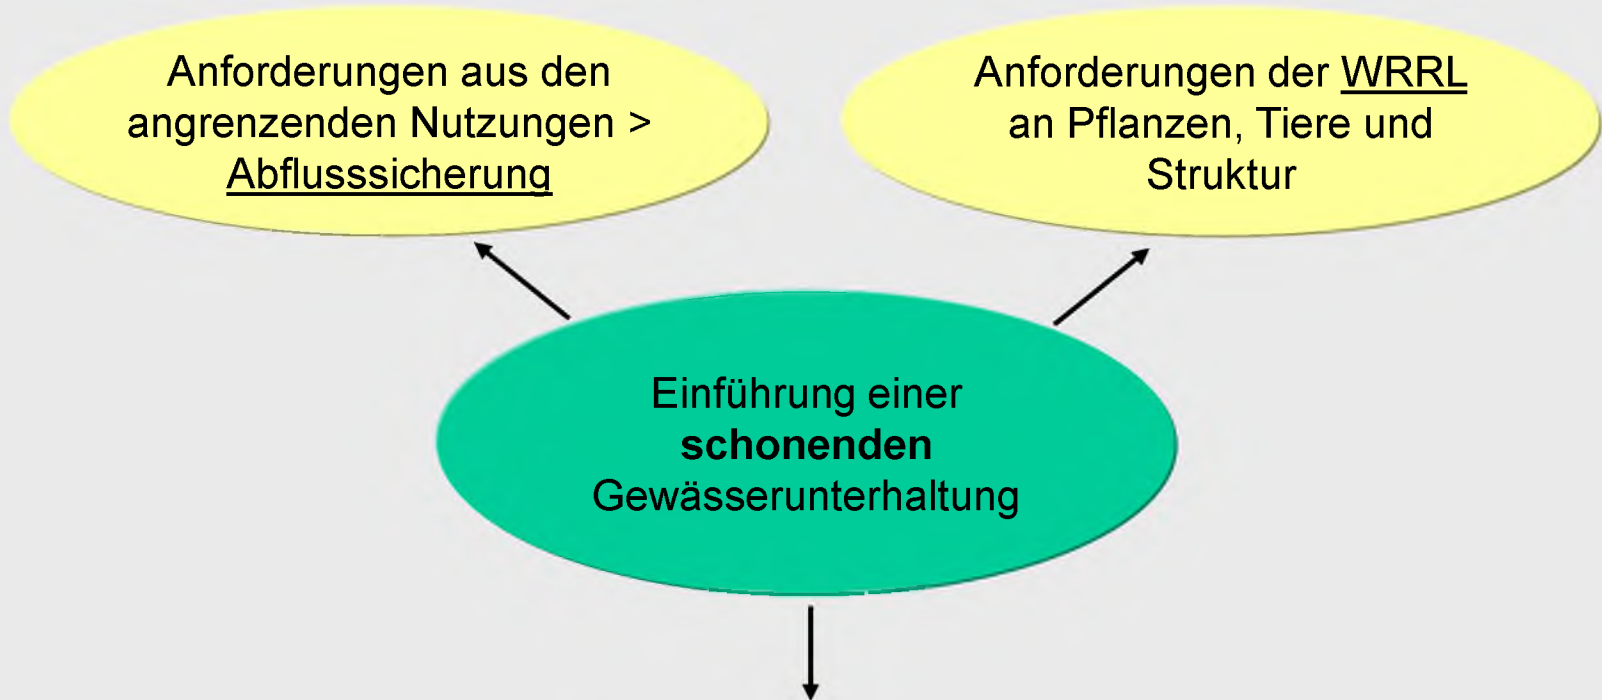 Anforderungen aus den
angrenzenden Nutzungen >
Abflusssicherung
Anforderungen der WRRL
an Pflanzen, Tiere und
Struktur
Einführung einer
schonenden
Gewässerunterhaltung